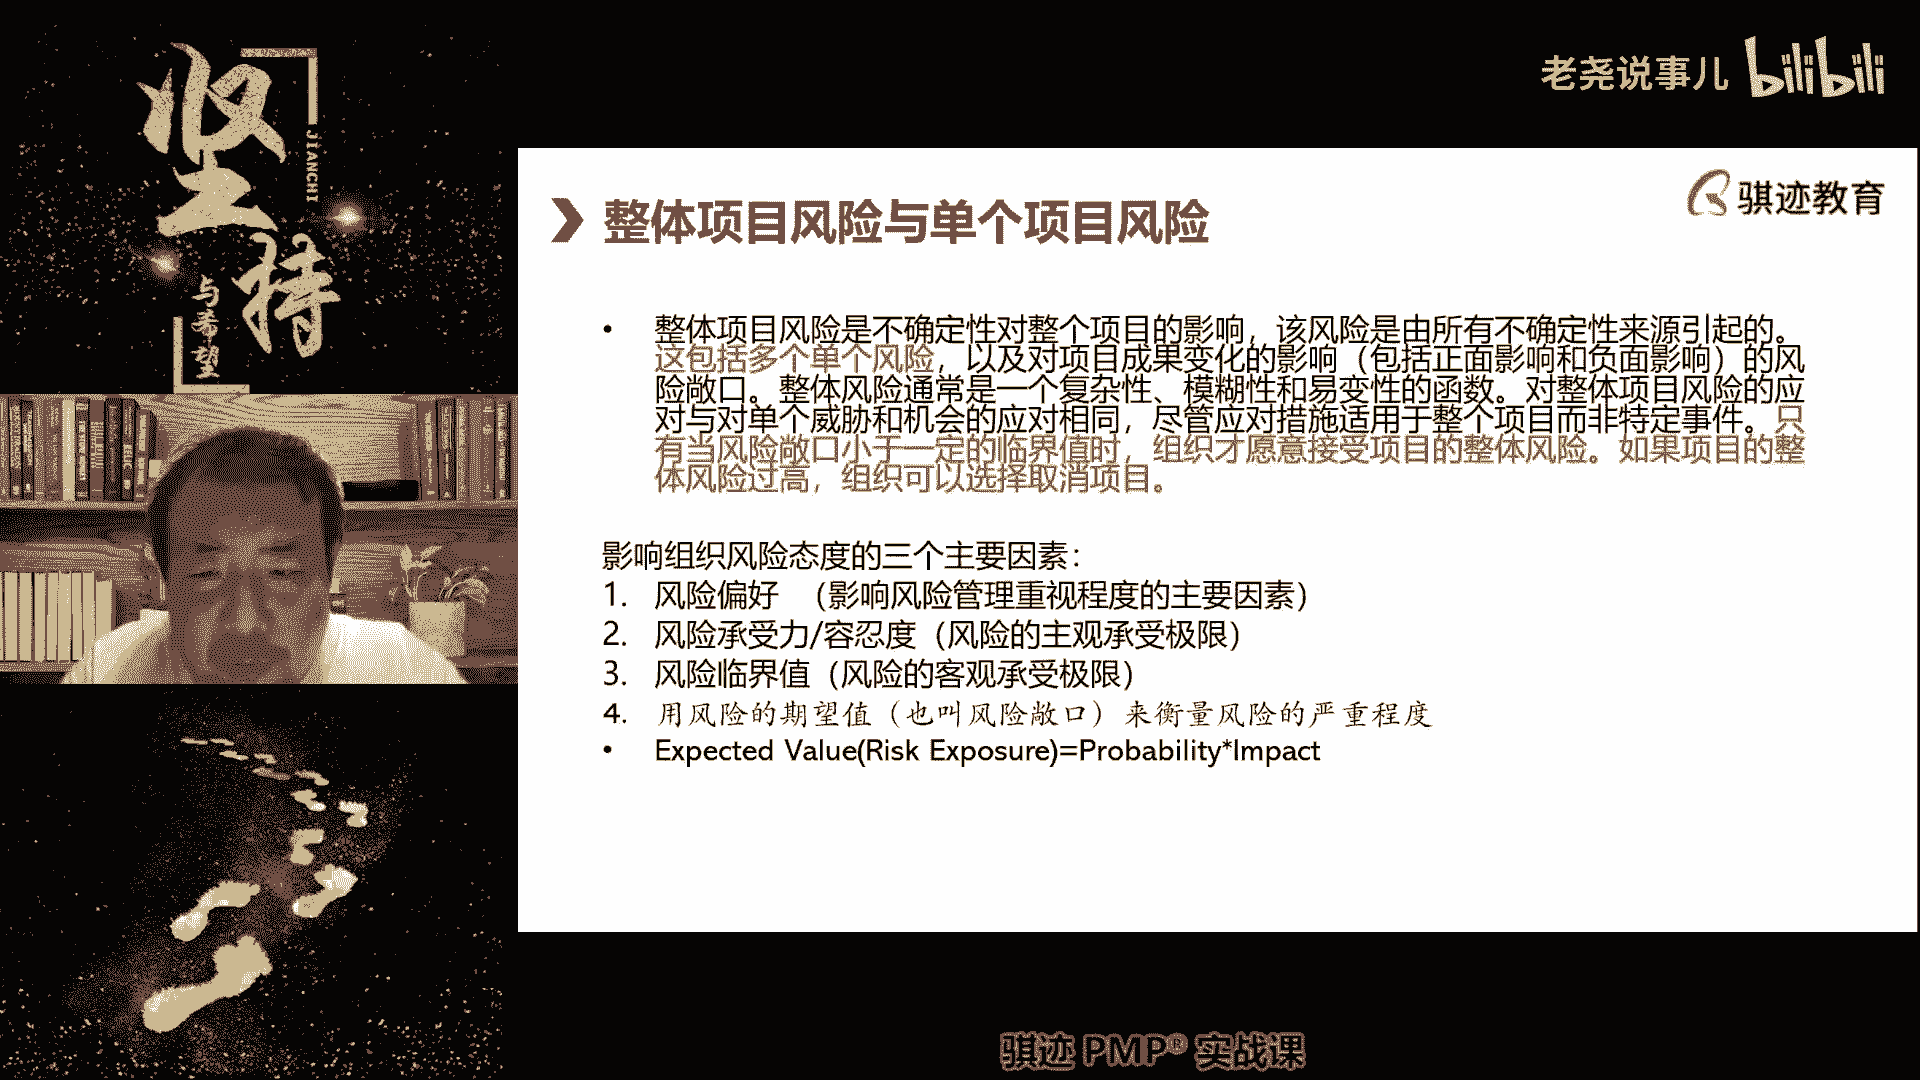 坚持
JIANCHI
与希望
老尧说事儿 bilibili
骐迹教育
整体项目风险与单个项目风险
• 整体项目风险是不确定性对整个项目的影响，该风险是由所有不确定性来源引起的。
这包括多个单个风险，以及对项目成果变化的影响（包括正面影响和负面影响）的风
险敞口。整体风险通常是一个复杂性、模糊性和易变性的函数。对整体项目风险的应
对与对单个威胁和机会的应对相同，尽管应对措施适用于整个项目而非特定事件。只
有当风险敞口小于一定的临界值时，组织才愿意接受项目的整体风险。如果项目的整
体风险过高，组织可以选择取消项目。
影响组织风险态度的三个主要因素：
1. 风险偏好 （影响风险管理重视程度的主要因素）
2. 风险承受力/容忍度（风险的主观承受极限）
3. 风险临界值（风险的客观承受极限）
4. 用风险的期望值（也叫风险敞口）来衡量风险的严重程度
• Expected Value(Risk Exposure)=Probability*Impact
骐迹 PMP® 实战课